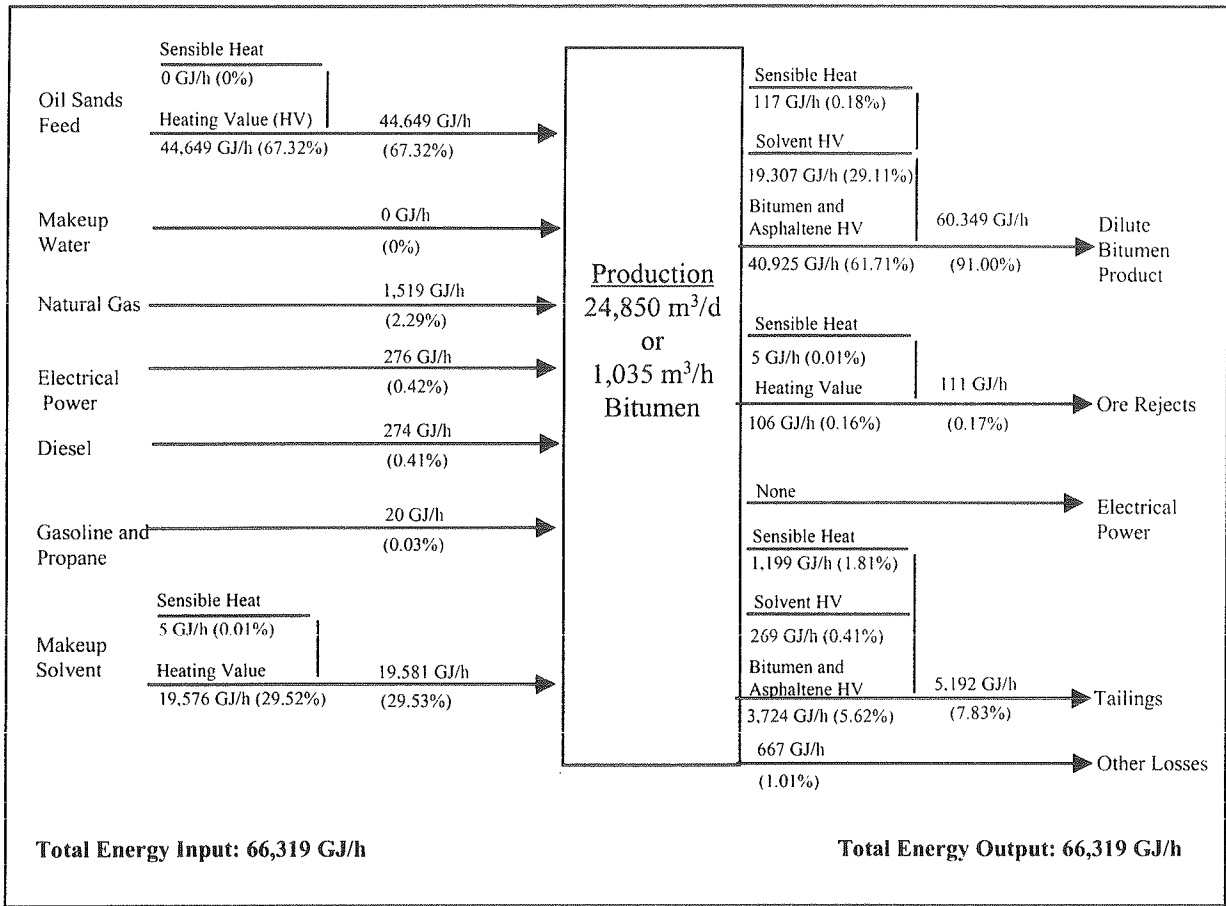 Sensible Heat
0 GJ/h (0%)
Oil Sands
Feed
Heating Value (HV)
44,649 GJ/h
44,649 GJ/h (67.32%)
(67.32%)
Makeup
Water
0 GJ/h
(0%)
Natural Gas
1,519 GJ/h
(2.29%)
Electrical
Power
276 GJ/h
(0.42%)
Diesel
274 GJ/h
(0.41%)
Gasoline and
Propane
20 GJ/h
(0.03%)
Sensible Heat
5 GJ/h (0.01%)
Makeup
Solvent
Heating Value
19,581 GJ/h
19,576 GJ/h (29.52%)
(29.53%)
Production
24,850 m³/d
or
1,035 m³/h
Bitumen
Sensible Heat
117 GJ/h (0.18%)
Solvent HV
19,307 GJ/h (29.11%)
Bitumen and
Asphaltene HV
60.349 GJ/h
40,925 GJ/h (61.71%)
(91.00%)
Dilute
Bitumen
Product
Sensible Heat
5 GJ/h (0.01%)
Heating Value
111 GJ/h
106 GJ/h (0.16%)
(0.17%)
Ore Rejects
None
Electrical
Power
Sensible Heat
1,199 GJ/h (1.81%)
Solvent HV
269 GJ/h (0.41%)
Bitumen and
Asphaltene HV
5,192 GJ/h
3,724 GJ/h (5.62%)
(7.83%)
Tailings
667 GJ/h
(1.01%)
Other Losses
Total Energy Input: 66,319 GJ/h
Total Energy Output: 66,319 GJ/h